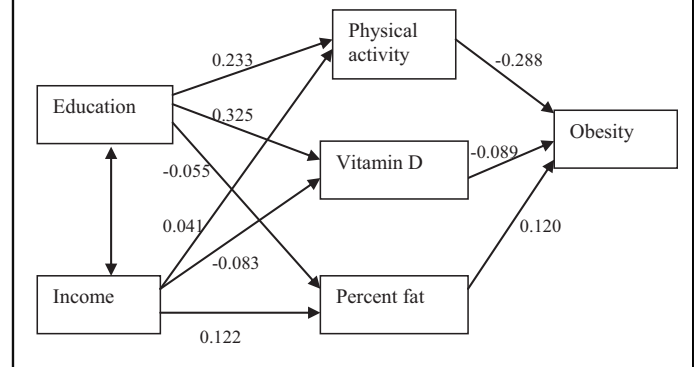 Physical
activity
0.233
-0.288
Education
0.325
Obesity
Vitamin D
-0.089
-0.055
0.041
0.120
-0.083
Income
Percent fat
0.122